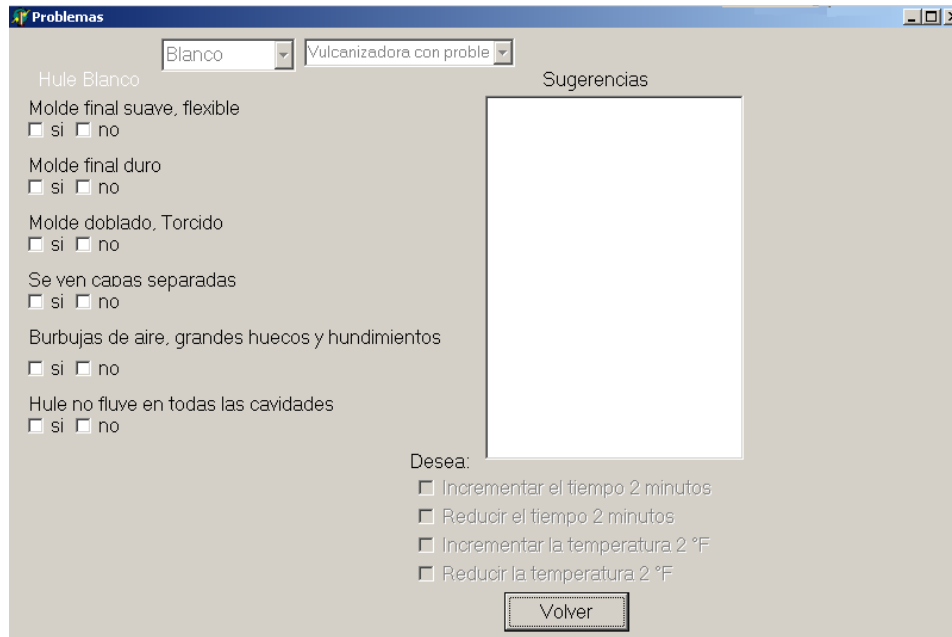 Problemas
Blanco
Vulcanizadora con proble
Hule Blanco
Sugerencias
Molde final suave, flexible
si no
Molde final duro
si no
Molde doblado, Torcido
si no
Se ven capas separadas
si no
Burbujas de aire, grandes huecos y hundimientos
si no
Hule no fluye en todas las cavidades
si no
Desea:
Incrementar el tiempo 2 minutos
Reducir el tiempo 2 minutos
Incrementar la temperatura 2 °F
Reducir la temperatura 2 °F
Volver